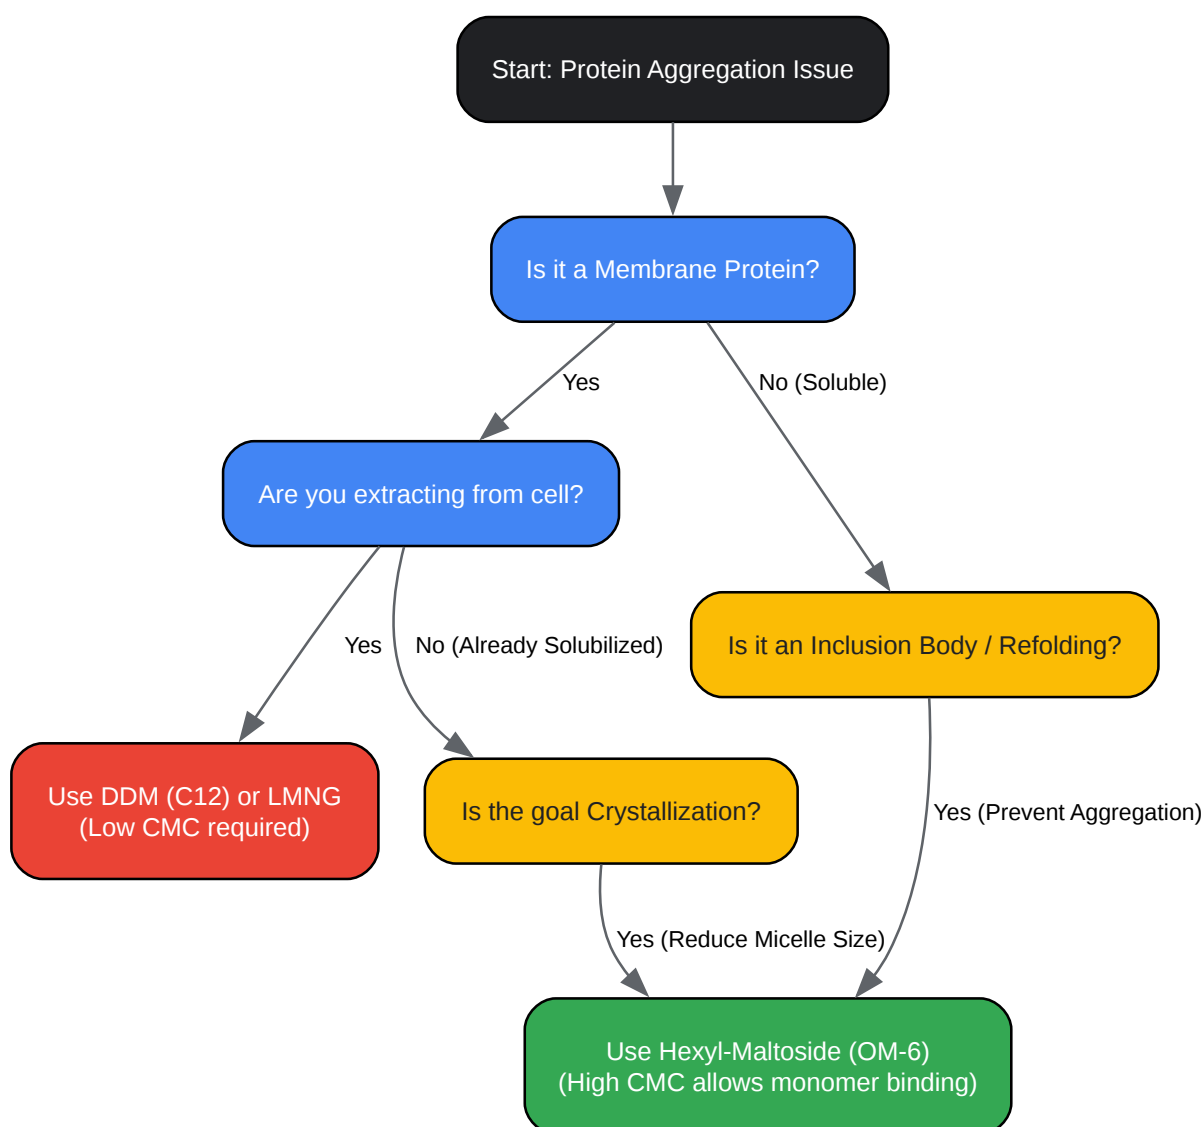 Start: Protein Aggregation Issue
Is it a Membrane Protein?
Yes
No (Soluble)
Are you extracting from cell?
Yes
No (Already Solubilized)
Is it an Inclusion Body / Refolding?
Use DDM (C12) or LMNG
(Low CMC required)
Is the goal Crystallization?
Yes (Prevent Aggregation)
Yes (Reduce Micelle Size)
Use Hexyl-Maltoside (OM-6)
(High CMC allows monomer binding)